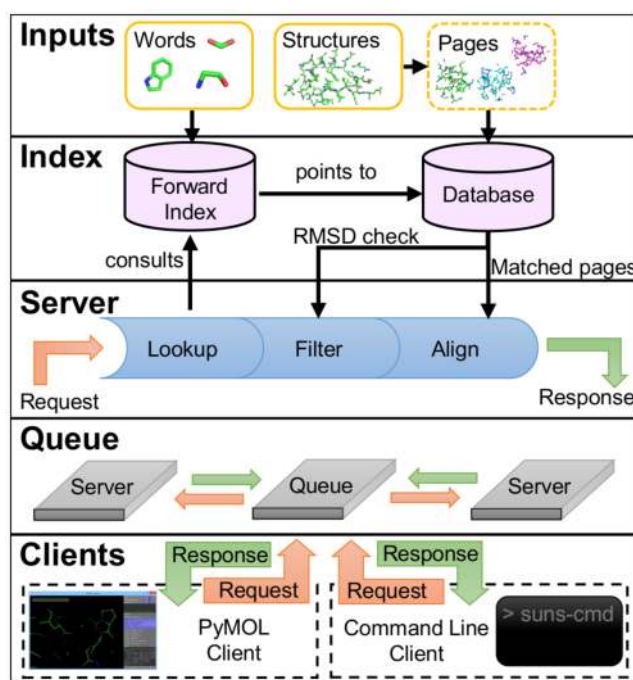 Inputs
Words
Structures
Pages
Index
Forward
Index
points to
Database
RMSD check
consults
Matched pages
Server
Lookup
Filter
Align
Request
Response
Queue
Server
Queue
Server
Clients
Response
Request
PyMOL
Client
Response
Request
Command Line
Client
> suns-cmd